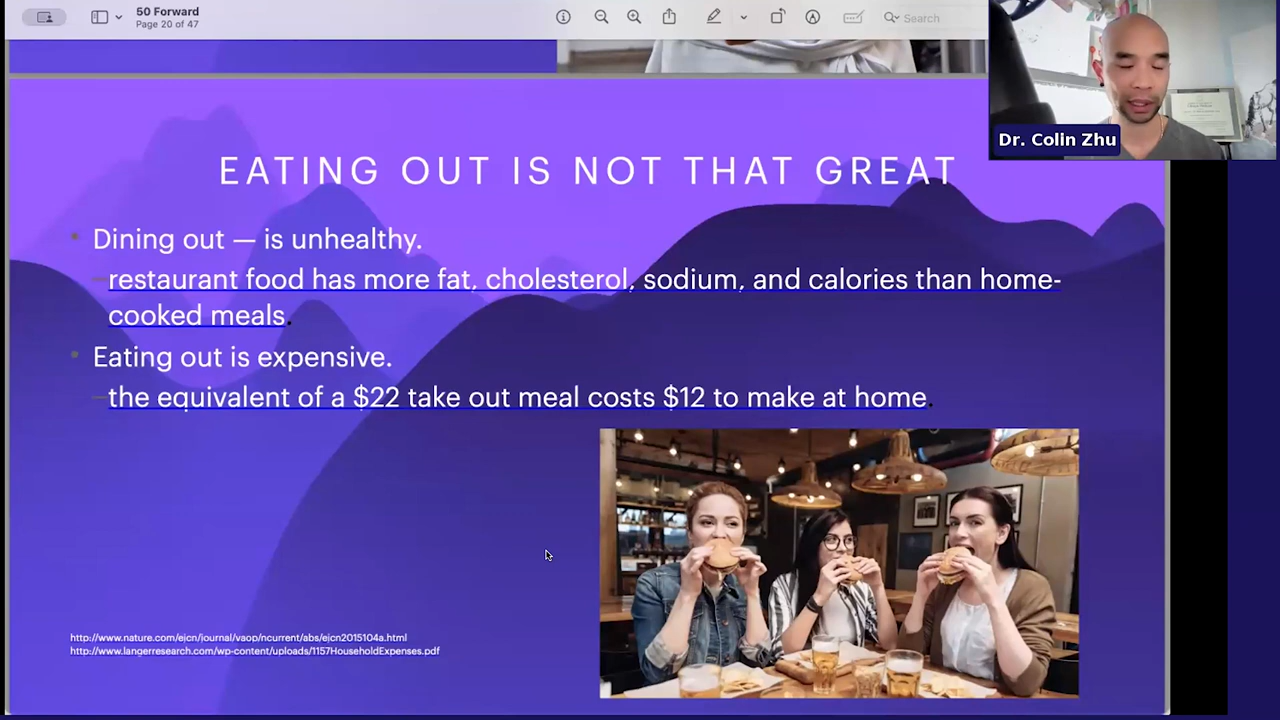 50 Forward
Page 20 of 47
Search
Dr. Colin Zhu
EATING OUT IS NOT THAT GREAT
• Dining out — is unhealthy.
–restaurant food has more fat, cholesterol, sodium, and calories than home-
cooked meals.
• Eating out is expensive.
–the equivalent of a $22 take out meal costs $12 to make at home.
http://www.nature.com/ejcn/journal/vaop/ncurrent/abs/ejcn2015104a.html
http://www.langerresearch.com/wp-content/uploads/1157HouseholdExpenses.pdf